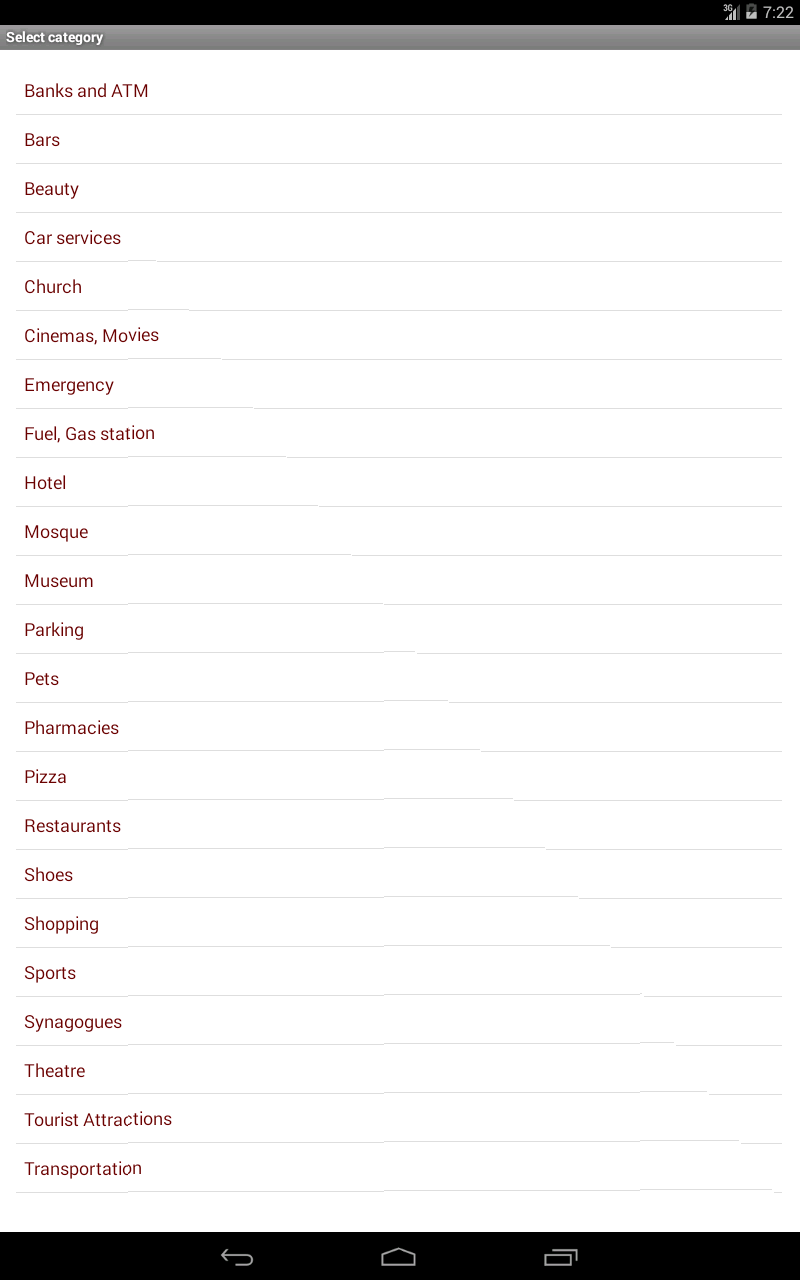 3G 7:22
Select category
Banks and ATM
Bars
Beauty
Car services
Church
Cinemas, Movies
Emergency
Fuel, Gas station
Hotel
Mosque
Museum
Parking
Pets
Pharmacies
Pizza
Restaurants
Shoes
Shopping
Sports
Synagogues
Theatre
Tourist Attractions
Transportation